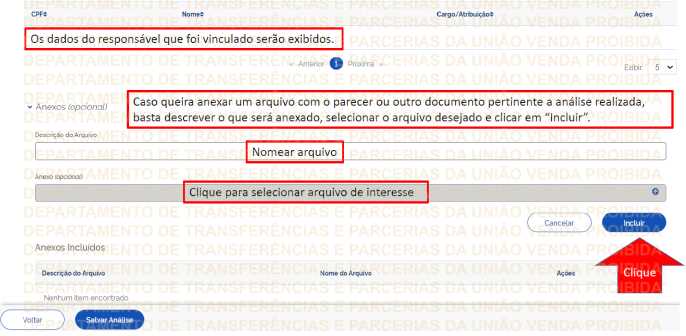 CPF Nome Cargo/Atribuição Ações
Os dados do responsável que foi vinculado serão exibidos.
« Anterior 1 Próxima »
Exibir: 5
Anexos (opcional)
Caso queira anexar um arquivo com o parecer ou outro documento pertinente a análise realizada,
basta descrever o que será anexado, selecionar o arquivo desejado e clicar em “Incluir”.
Descrição do Arquivo
Nomear arquivo
Anexo (opcional)
Clique para selecionar arquivo de interesse
Cancelar Incluir
Clique
Anexos Incluídos
Descrição do Arquivo Nome do Arquivo Ações
Nenhum item encontrado
Voltar Salvar Análise
DEPARTAMENTO DE TRANSFERÊNCIAS E PARCERIAS DA UNIÃO VENDA PROIBIDA